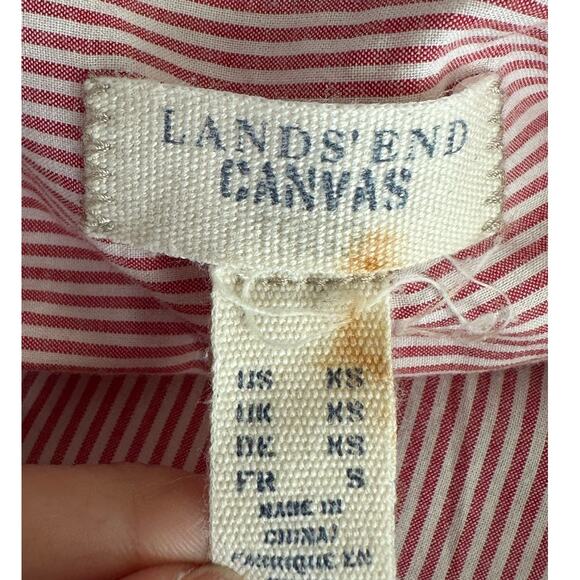 LANDS' END
CANVAS
US XS
UK XS
DE XS
FR S
MADE IN
CHINA/
FABRIQUE EN